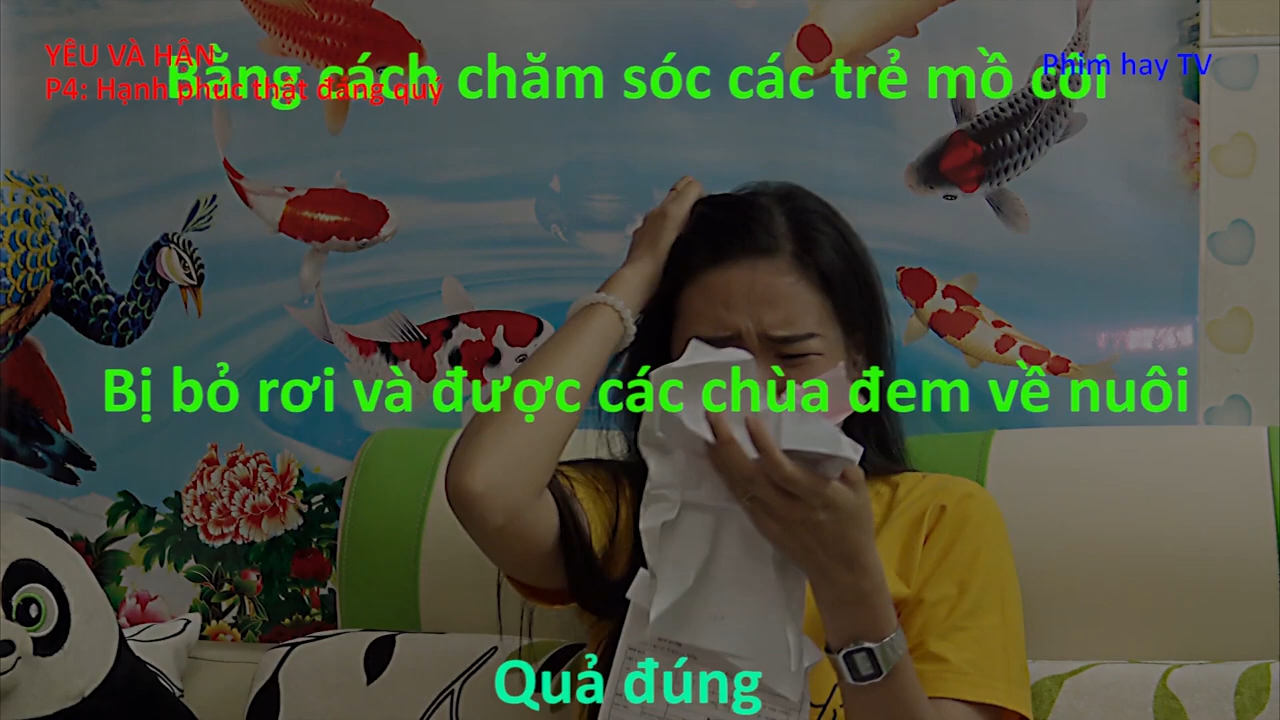 YÊU VÀ HẬN
P4: Hạnh phúc thật đáng quý
Phim hay TV
Bằng cách chăm sóc các trẻ mồ côi
Bị bỏ rơi và được các chùa đem về nuôi
Quả đúng